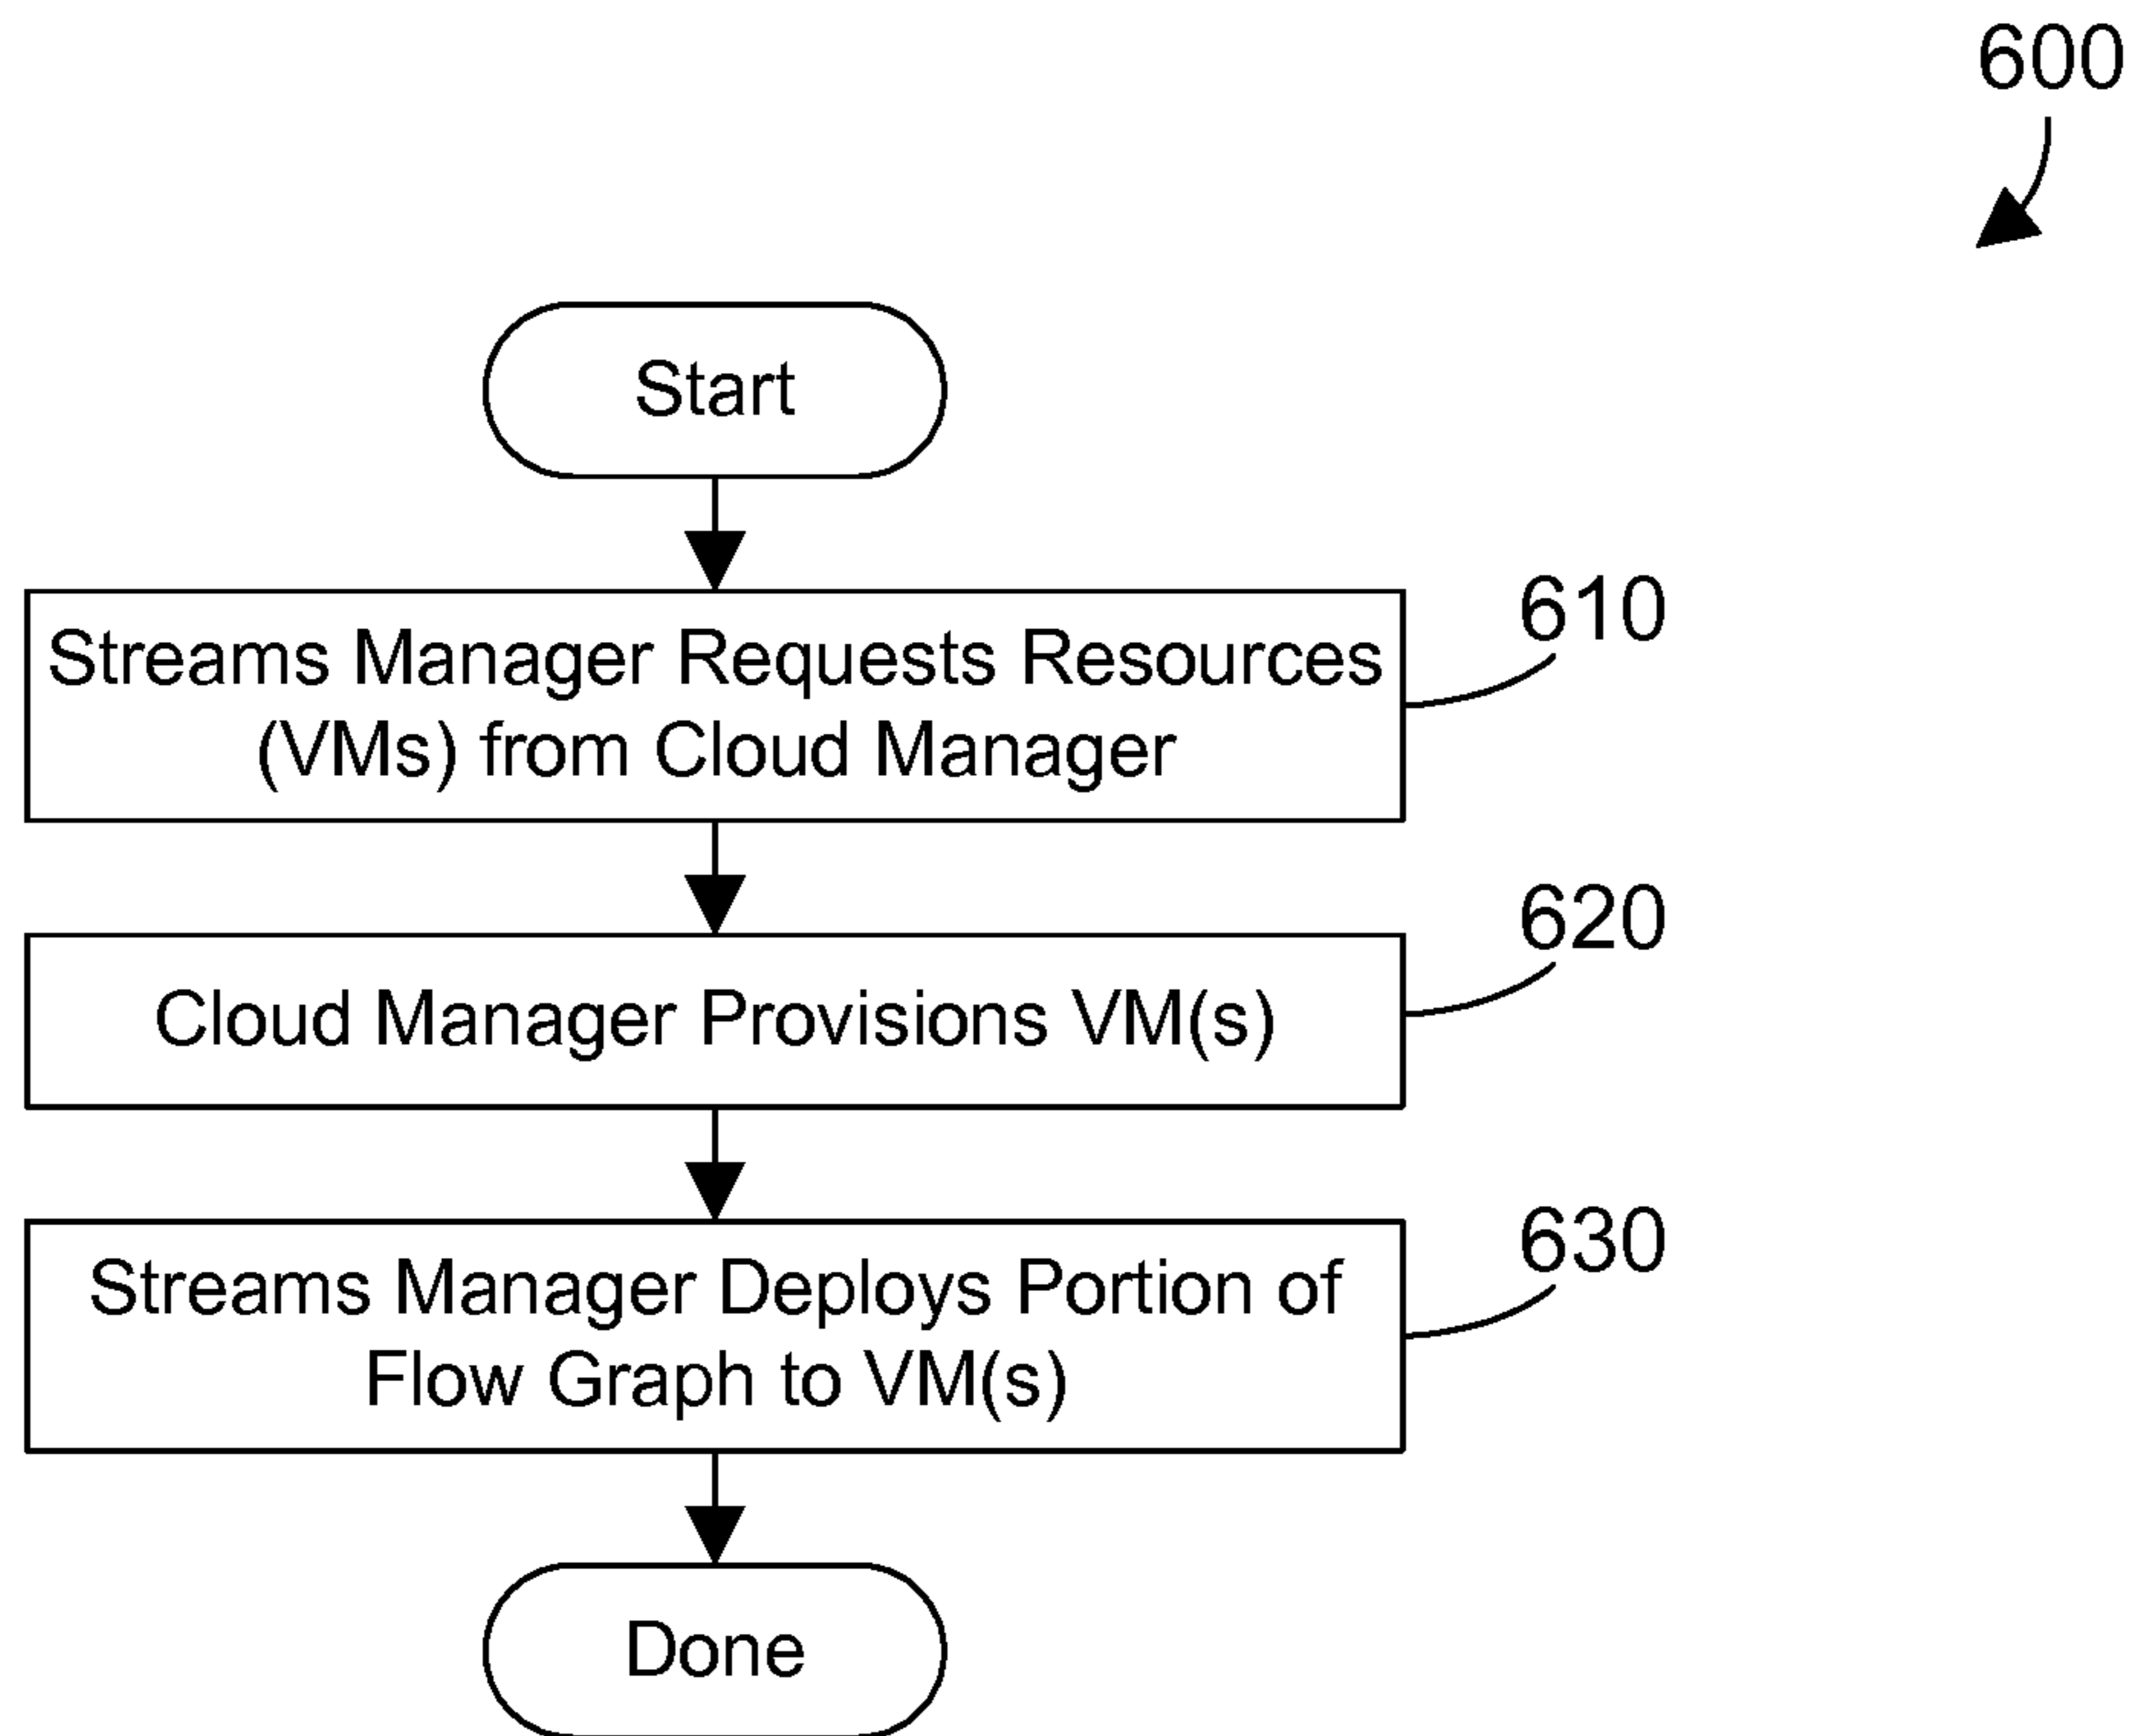 600
Start
Streams Manager Requests Resources
(VMs) from Cloud Manager
610
Cloud Manager Provisions VM(s)
620
Streams Manager Deploys Portion of
Flow Graph to VM(s)
630
Done